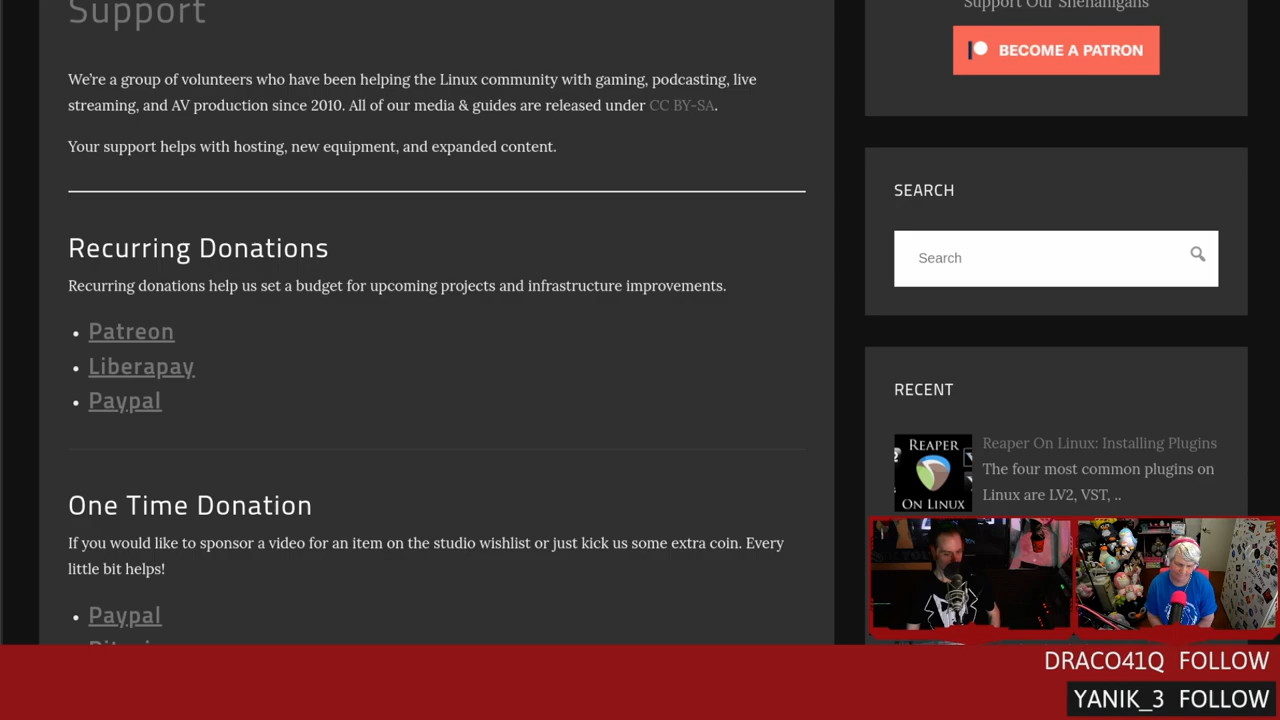 Support
We're a group of volunteers who have been helping the Linux community with gaming, podcasting, live
streaming, and AV production since 2010. All of our media & guides are released under CC BY-SA.
Your support helps with hosting, new equipment, and expanded content.
Recurring Donations
Recurring donations help us set a budget for upcoming projects and infrastructure improvements.
• Patreon
• Liberapay
• Paypal
One Time Donation
If you would like to sponsor a video for an item on the studio wishlist or just kick us some extra coin. Every
little bit helps!
• Paypal
Support Our Shenanigans
BECOME A PATRON
SEARCH
Search
RECENT
REAPER
ON LINUX
Reaper On Linux: Installing Plugins
The four most common plugins on
Linux are LV2, VST, ..
DRACO41Q FOLLOW
YANIK_3 FOLLOW